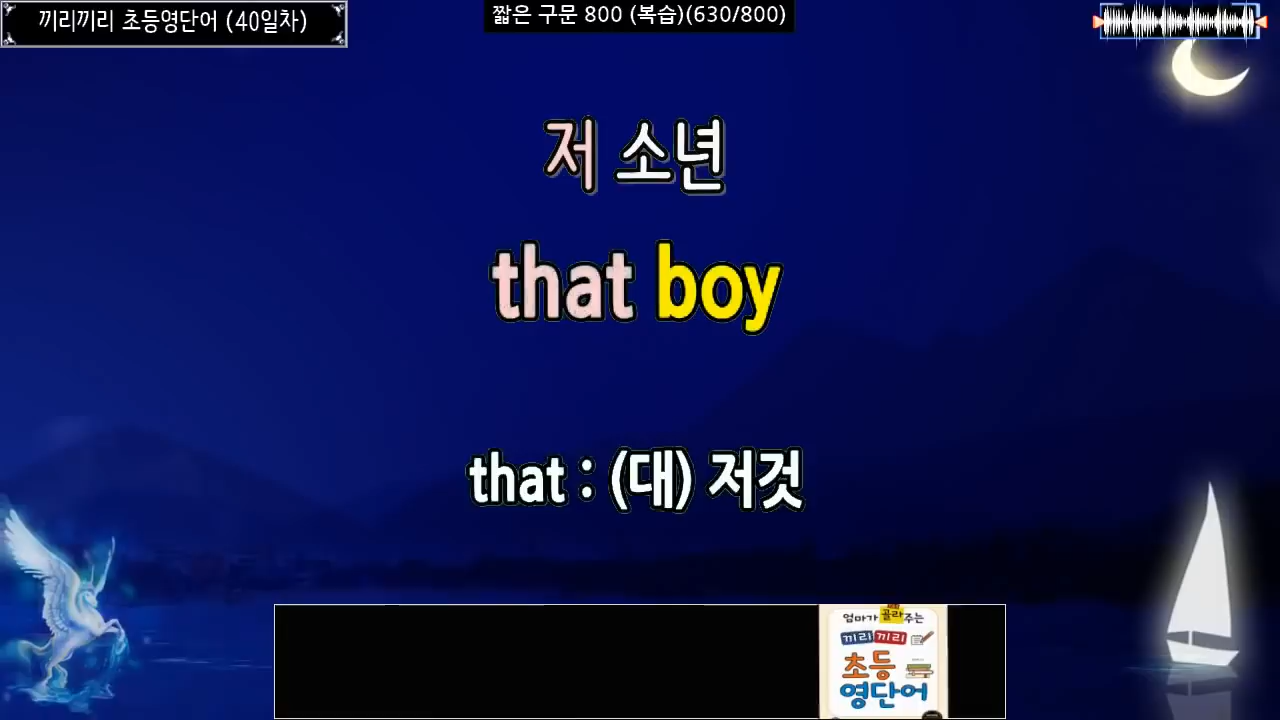 끼리끼리 초등영단어 (40일차)
짧은 구문 800 (복습)(630/800)
저 소년
that boy
that : (대) 저것
엄마가 골라주는
끼리끼리
초등
영단어